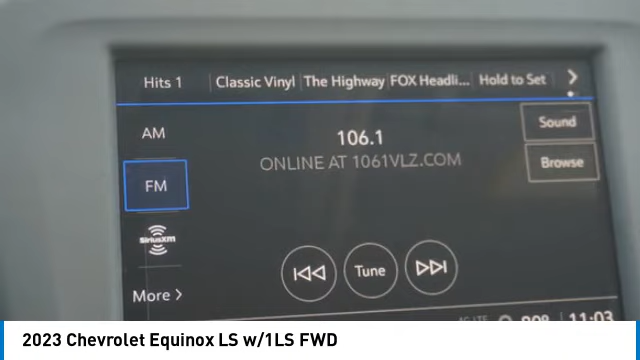 Hits 1 Classic Vinyl The Highway FOX Headli... Hold to Set
AM
106.1
Sound
ONLINE AT 1061VLZ.COM
Browse
FM
SiriusXM
Tune
More
11:03
2023 Chevrolet Equinox LS w/1LS FWD